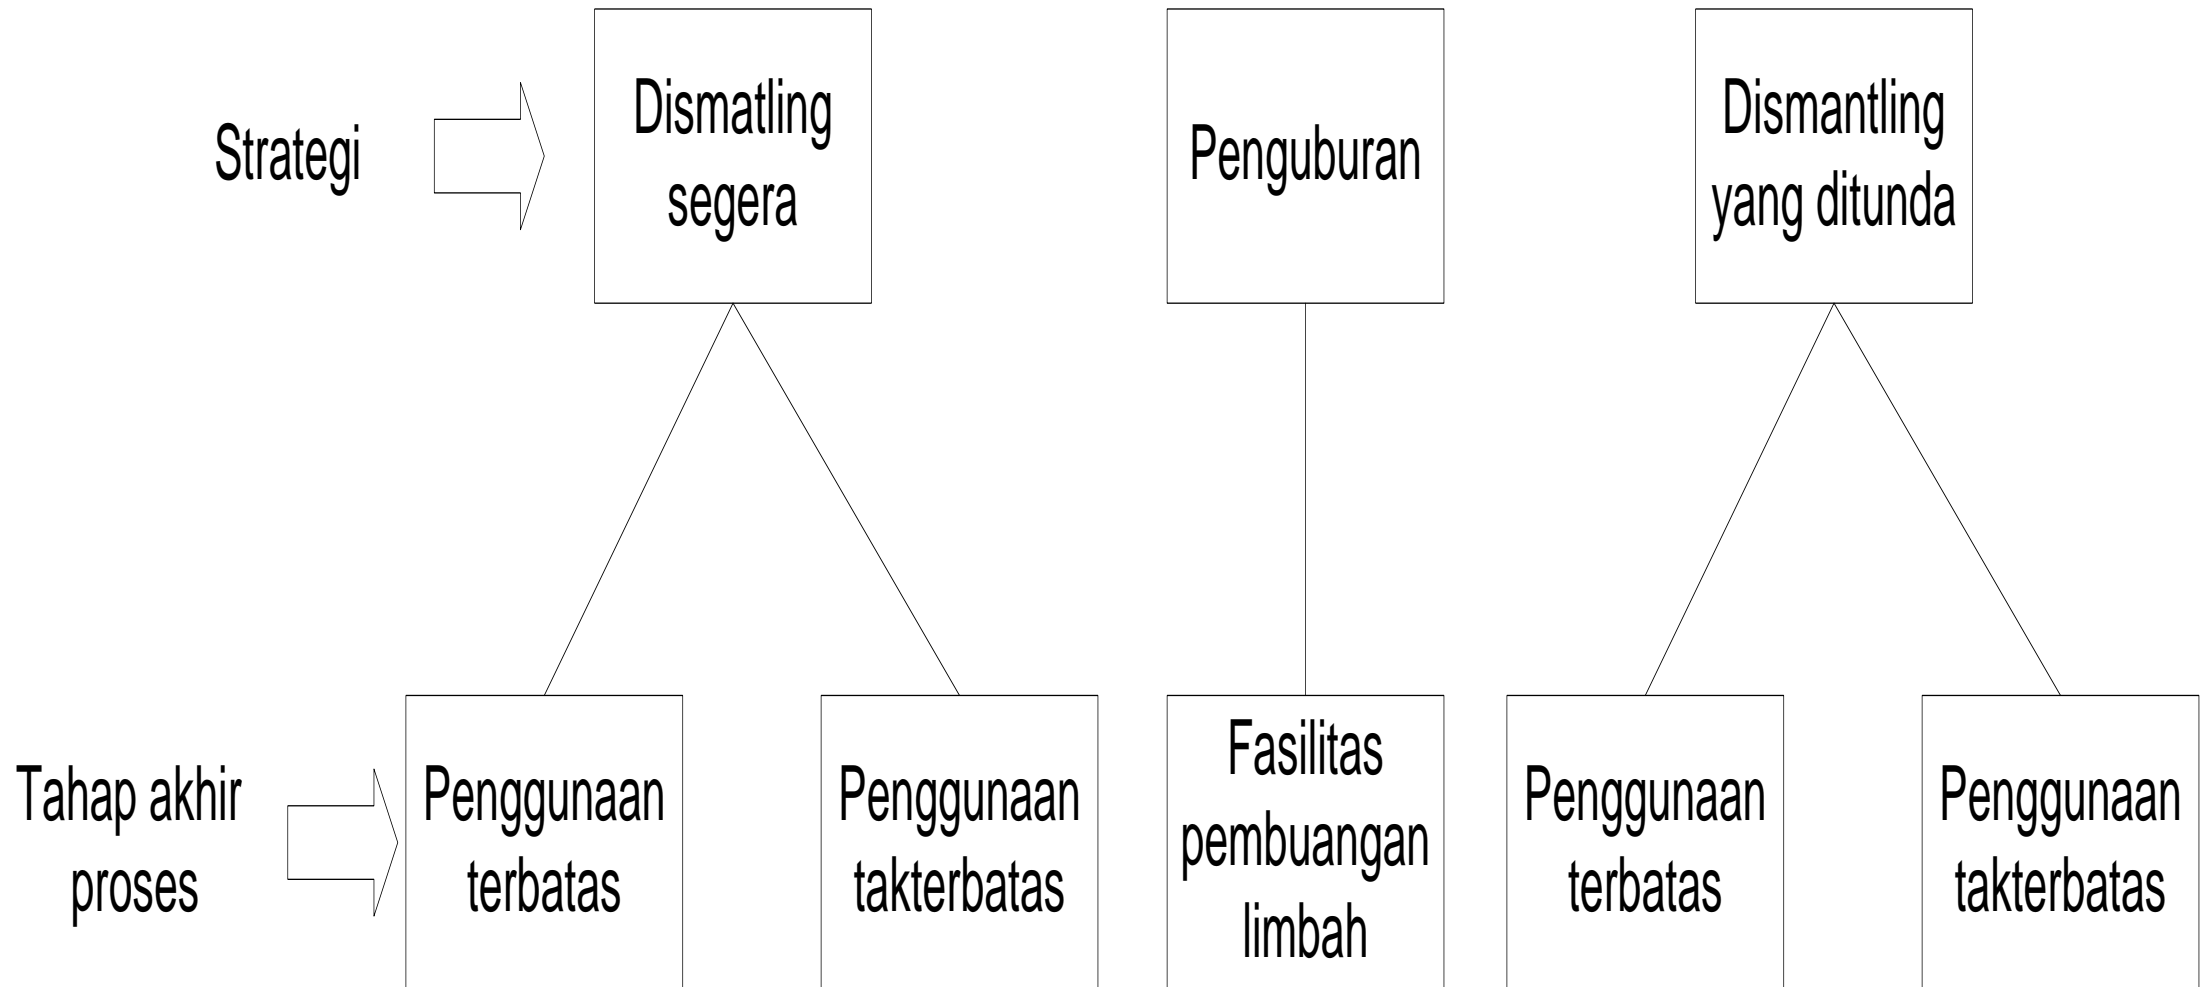 Strategi
Dismatling
segera
Penguburan
Dismantling
yang ditunda
Tahap akhir
proses
Penggunaan
terbatas
Penggunaan
takterbatas
Fasilitas
pembuangan
limbah
Penggunaan
terbatas
Penggunaan
takterbatas